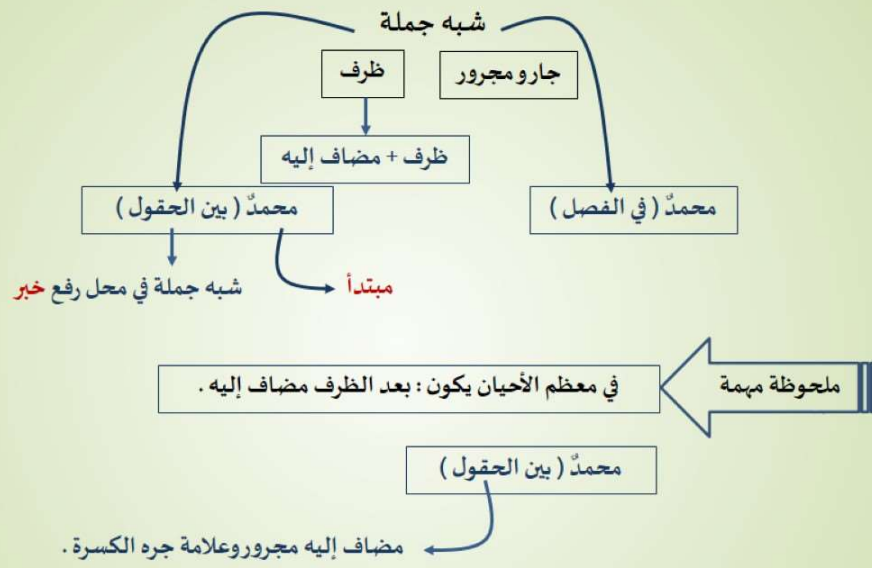 شبه جملة
جار ومجرور
ظرف
ظرف + مضاف إليه
محمدٌ ( في الفصل )
محمدٌ ( بين الحقول )
مبتدأ
شبه جملة في محل رفع خبر
ملحوظة مهمة
في معظم الأحيان يكون : بعد الظرف مضاف إليه .
محمدٌ ( بين الحقول )
مضاف إليه مجرور وعلامة جره الكسرة .